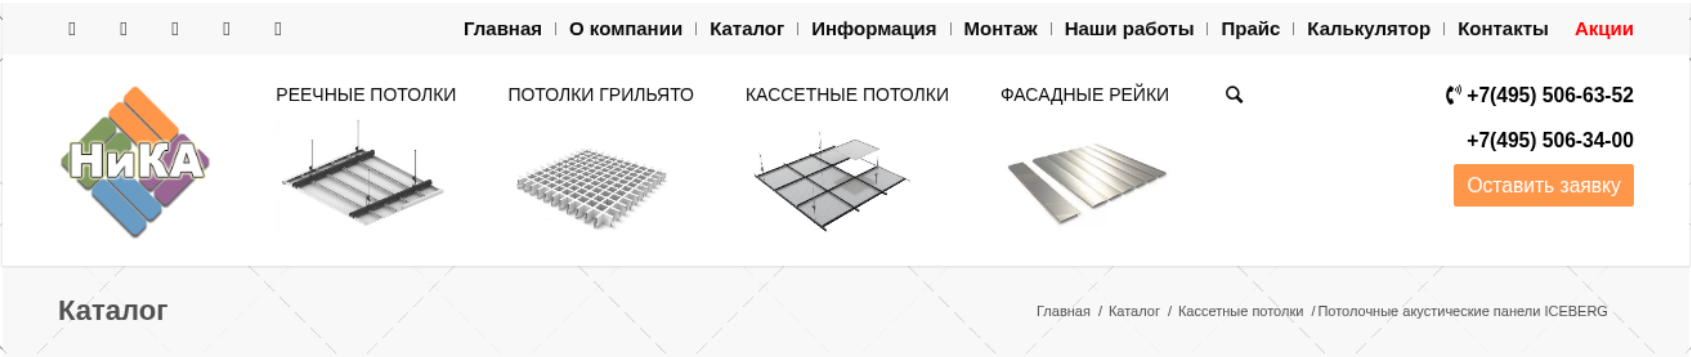 Главная О компании Каталог Информация Монтаж Наши работы Прайс Калькулятор Контакты Акции
НиКА
РЕЕЧНЫЕ ПОТОЛКИ ПОТОЛКИ ГРИЛЬЯТО КАССЕТНЫЕ ПОТОЛКИ ФАСАДНЫЕ РЕЙКИ
+7(495) 506-63-52
+7(495) 506-34-00
Оставить заявку
Каталог
Главная / Каталог / Кассетные потолки / Потолочные акустические панели ICEBERG